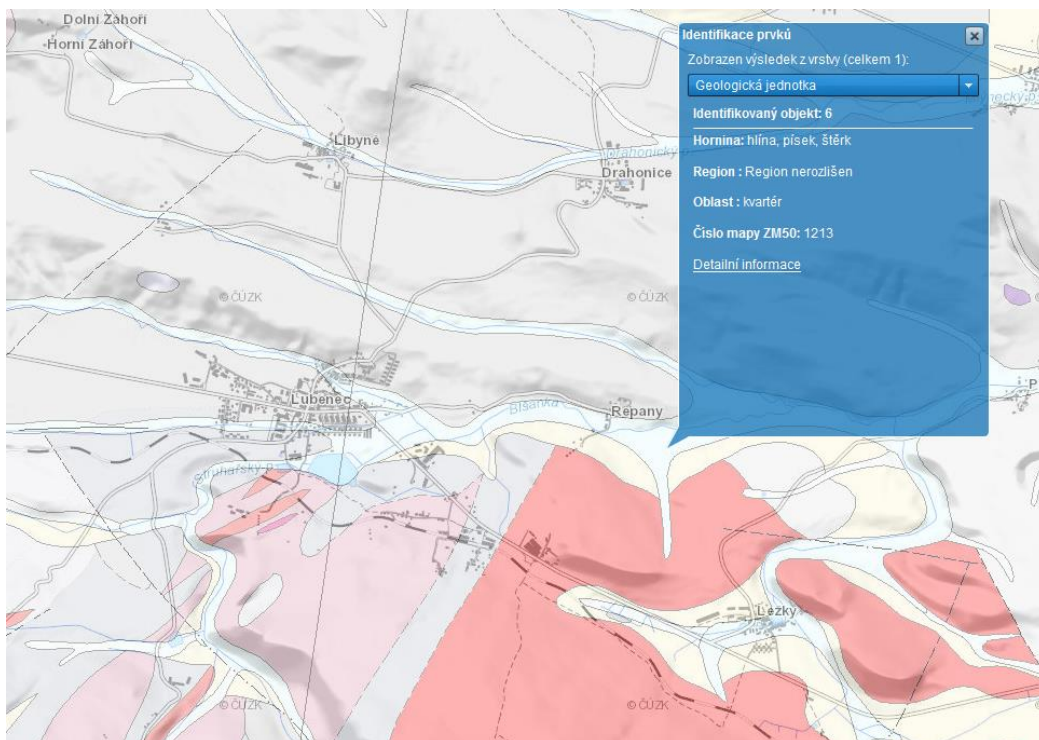 Dolní Záhoří
Horní Záhoří
Libyně
Drahonický p.
Drahonice
© ČÚZK
© ČÚZK
Lubenec
Blšanka
Řepany
Struhařský p.
Ležky
© ČÚZK
© ČÚZK
Identifikace prvků
Zobrazen výsledek z vrstvy (celkem 1):
Geologická jednotka
Identifikovaný objekt: 6
Hornina: hlína, písek, štěrk
Region : Region nerozlišen
Oblast : kvartér
Číslo mapy ZM50: 1213
Detailní informace